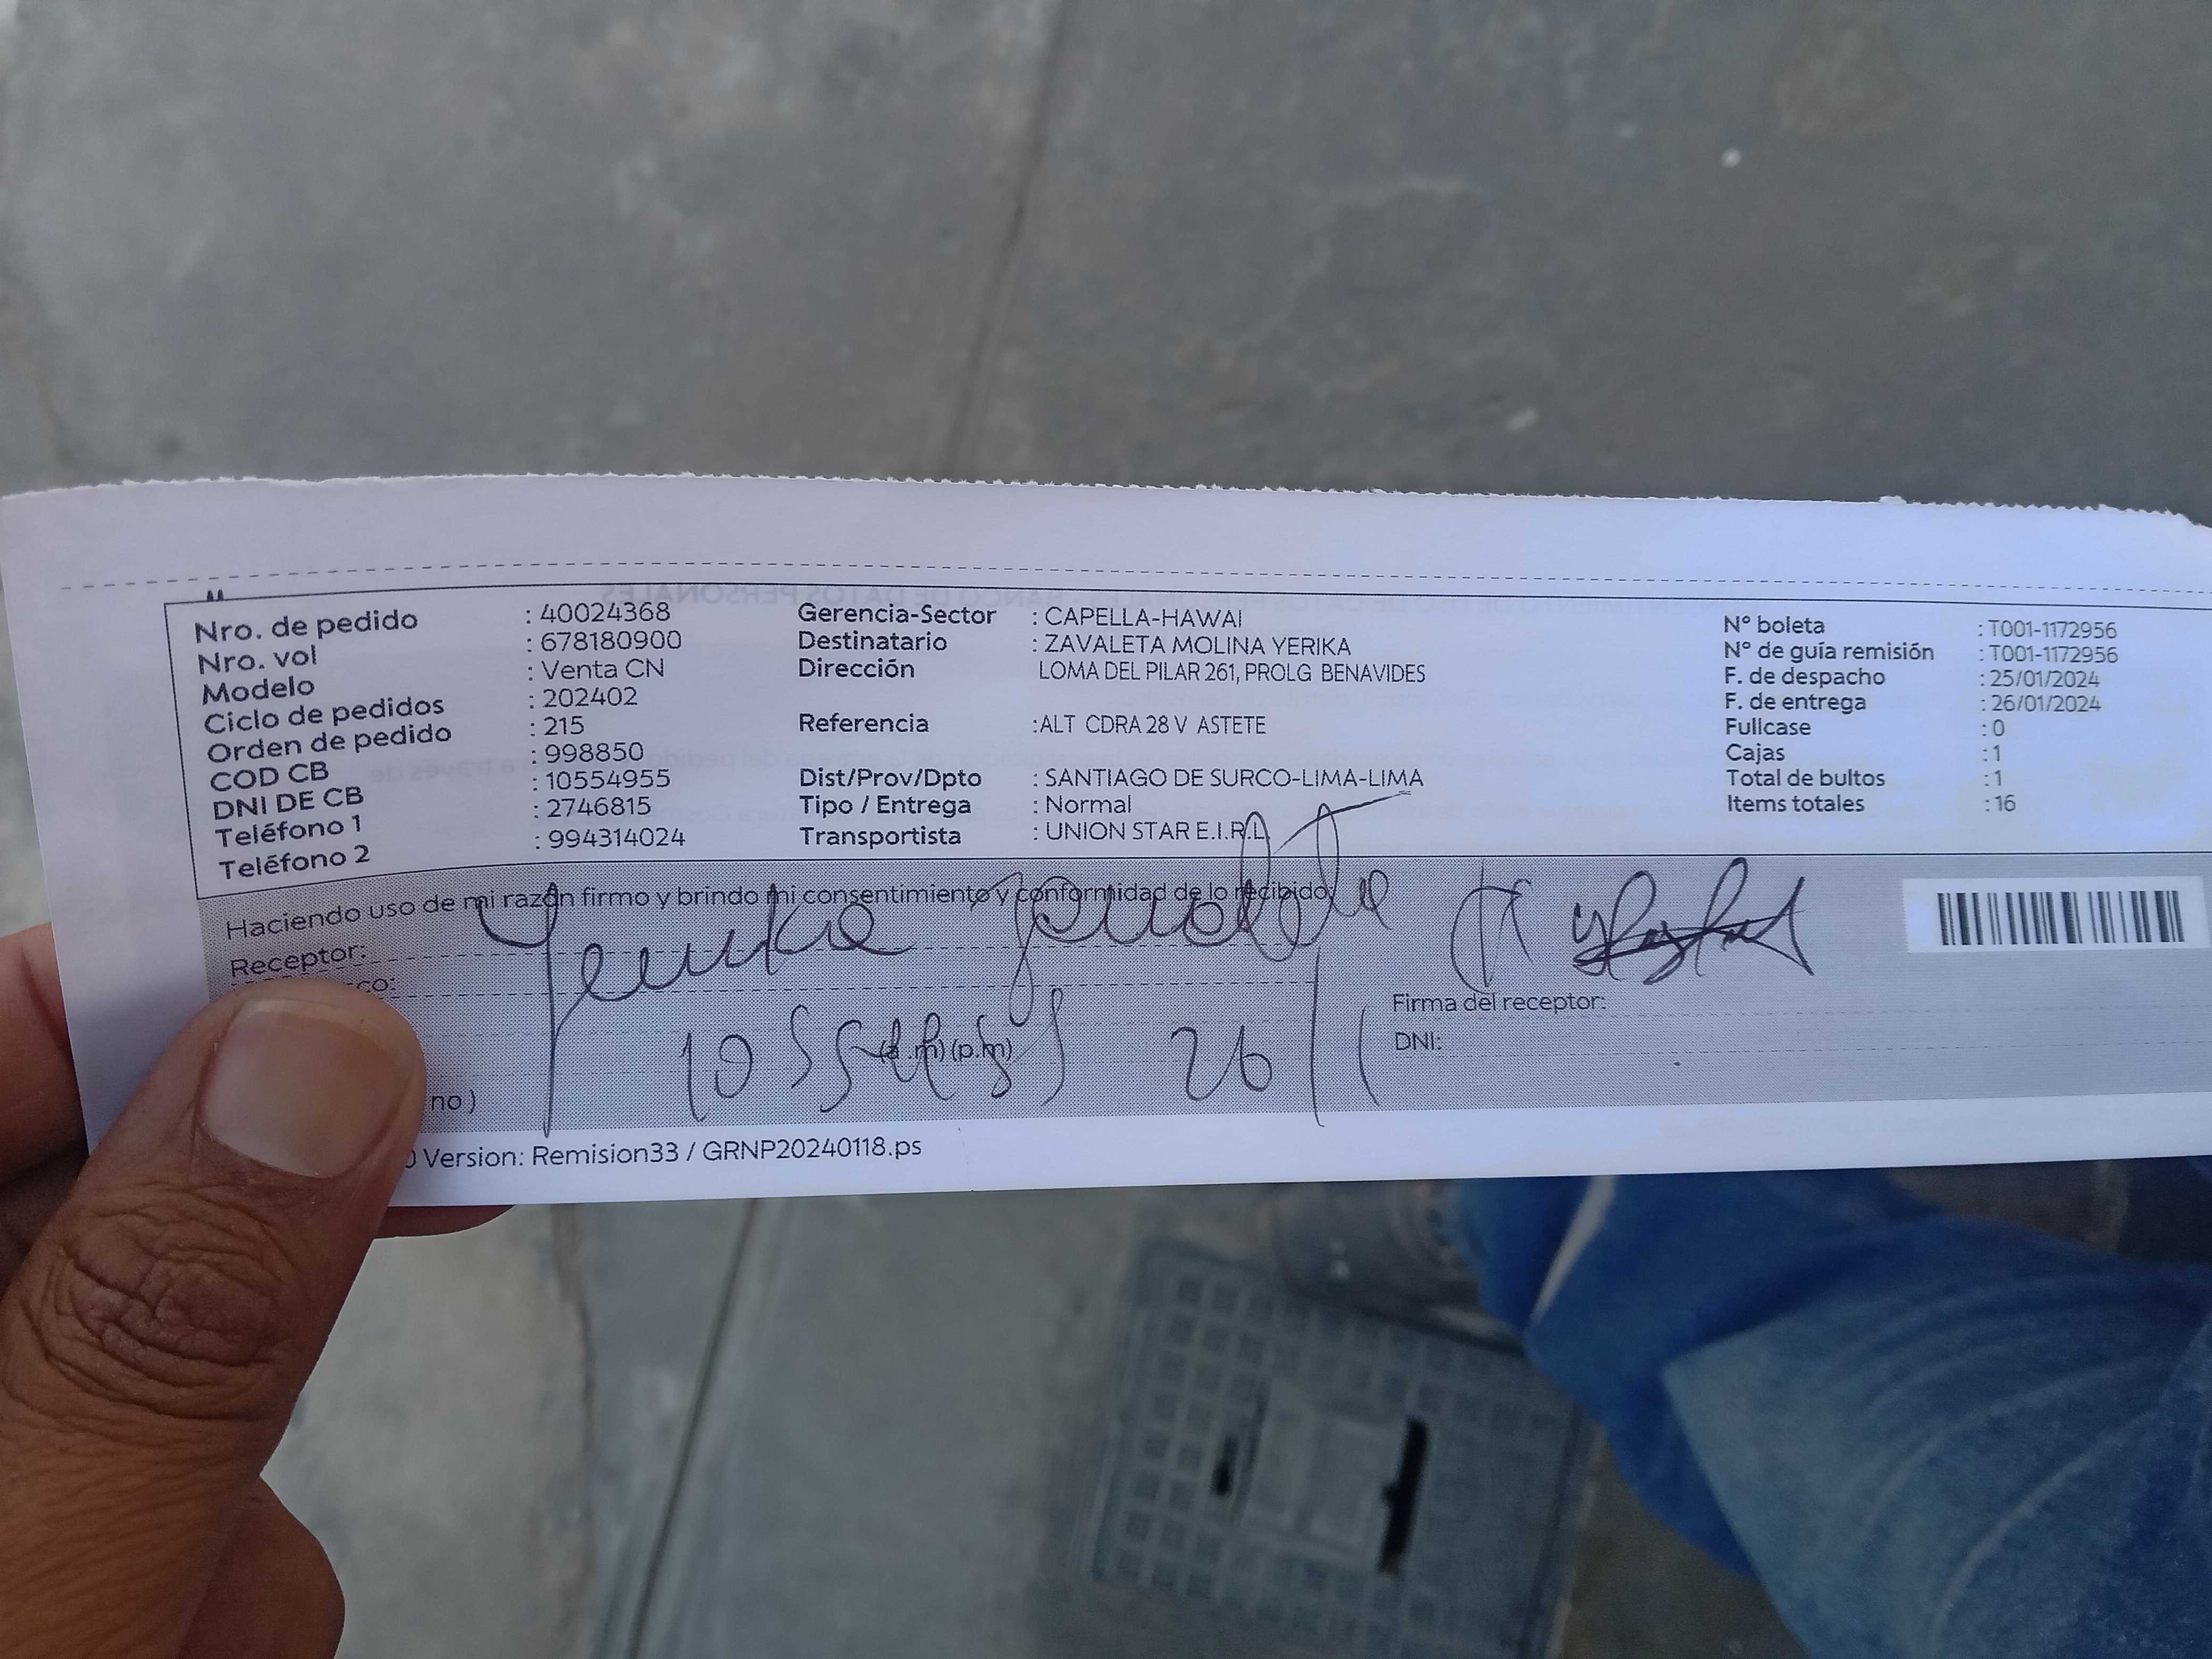 Nro. de pedido : 40024368
Nro. vol : 678180900
Modelo : Venta CN
Ciclo de pedidos : 202402
Orden de pedido : 215
COD CB : 998850
DNI DE CB : 10554955
Teléfono 1 : 2746815
Teléfono 2 : 994314024
Gerencia-Sector : CAPELLA-HAWAI
Destinatario : ZAVALETA MOLINA YERIKA
Dirección LOMA DEL PILAR 261, PROLG BENAVIDES
Referencia :ALT CDRA 28 V ASTETE
Dist/Prov/Dpto : SANTIAGO DE SURCO-LIMA-LIMA
Tipo / Entrega : Normal
Transportista : UNION STAR E.I.R.L
N° boleta : T001-1172956
N° de guía remisión : T001-1172956
F. de despacho : 25/01/2024
F. de entrega : 26/01/2024
Fullcase : 0
Cajas : 1
Total de bultos : 1
Items totales : 16
Haciendo uso de mi razón firmo y brindo mi consentimiento y conformidad de lo recibido
Receptor:
co:
Firma del receptor:
(a.m) (p.m) 26
DNI:
no )
Version: Remision33 / GRNP20240118.ps